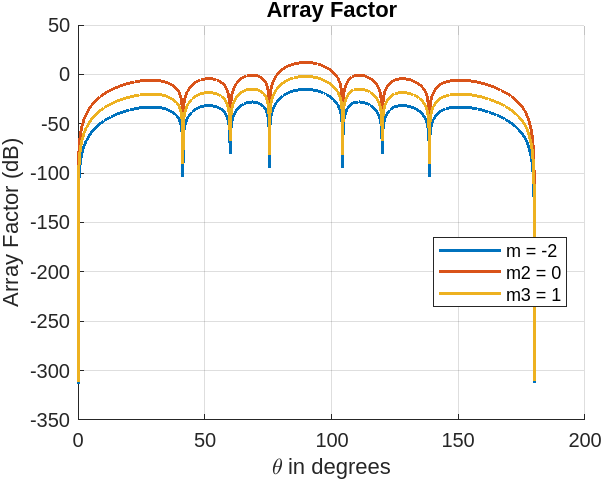 Array Factor
50
0
-50
-100
-150
-200
-250
-300
-350
Array Factor (dB)
m = -2
m2 = 0
m3 = 1
0
50
100
150
200
θ in degrees